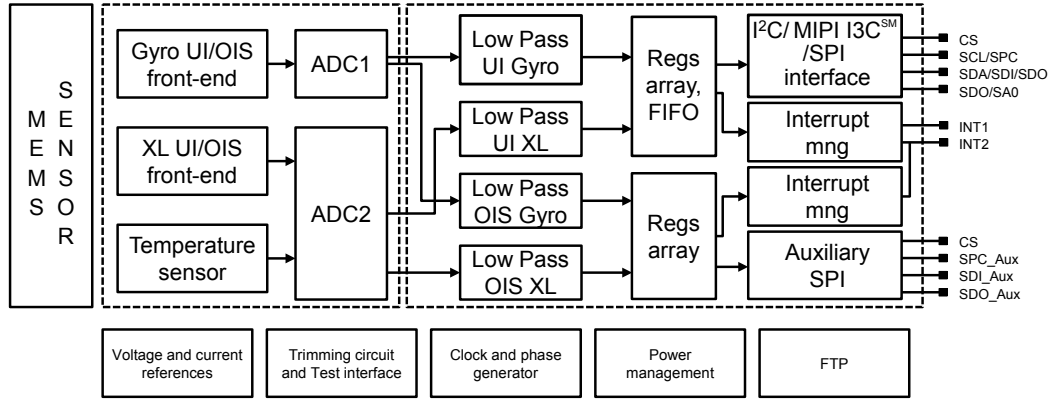 MEMS
SENSOR
Gyro UI/OIS
front-end
XL UI/OIS
front-end
Temperature
sensor
ADC1
ADC2
Low Pass
UI Gyro
Low Pass
UI XL
Low Pass
OIS Gyro
Low Pass
OIS XL
Regs
array,
FIFO
Regs
array
I²C/ MIPI I3C℠
/SPI
interface
Interrupt
mng
Interrupt
mng
Auxiliary
SPI
CS
SCL/SPC
SDA/SDI/SDO
SDO/SA0
INT1
INT2
CS
SPC_Aux
SDI_Aux
SDO_Aux
Voltage and current
references
Trimming circuit
and Test interface
Clock and phase
generator
Power
management
FTP